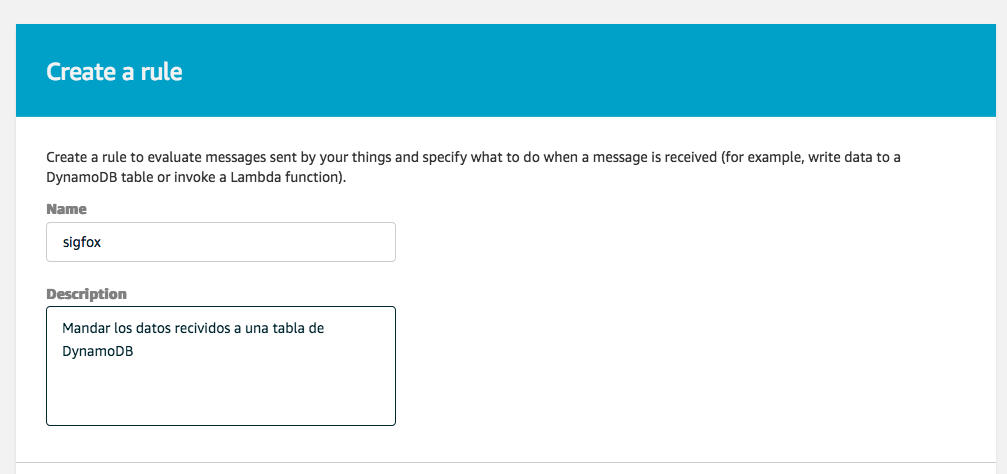 Create a rule
Create a rule to evaluate messages sent by your things and specify what to do when a message is received (for example, write data to a
DynamoDB table or invoke a Lambda function).
Name
sigfox
Description
Mandar los datos recividos a una tabla de
DynamoDB